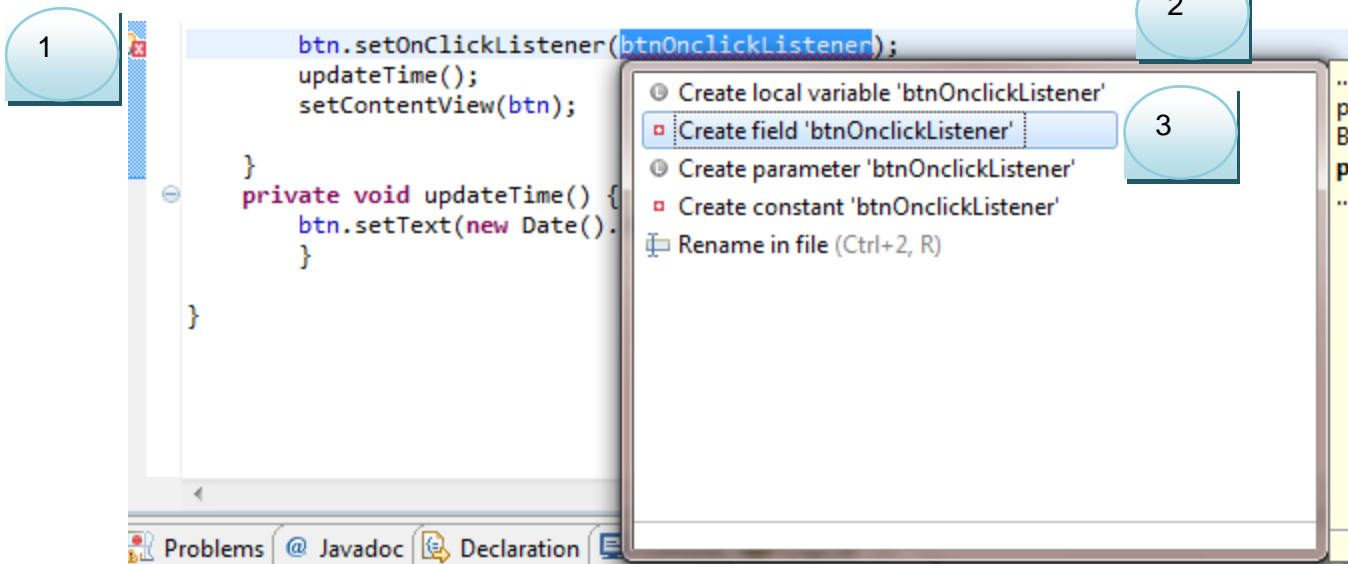 2
1
btn.setOnClickListener(btnOnclickListener);
updateTime();
setContentView(btn);
}
private void updateTime() {
btn.setText(new Date().
}
}
Create local variable 'btnOnclickListener'
Create field 'btnOnclickListener'
3
Create parameter 'btnOnclickListener'
Create constant 'btnOnclickListener'
Rename in file (Ctrl+2, R)
..
p
B
p
..
Problems @ Javadoc Declaration